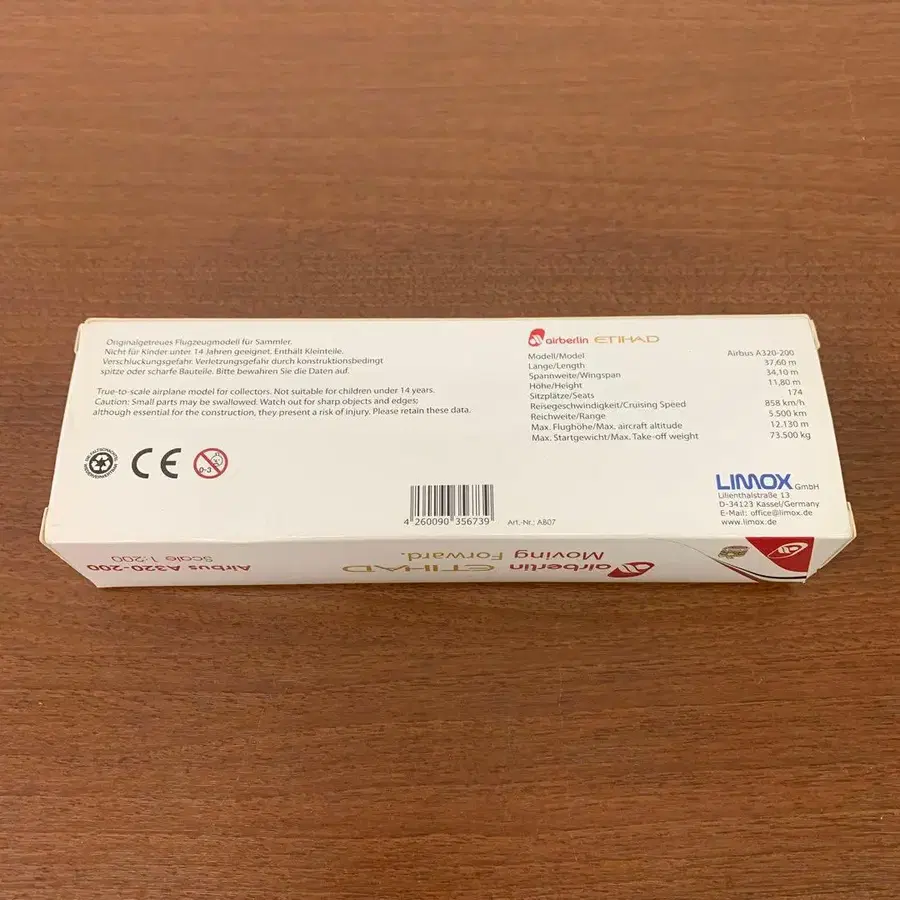 Originalgetreues Flugzeugmodell für Sammler.
Nicht für Kinder unter 14 Jahren geeignet. Enthält Kleinteile.
Verschluckungsgefahr. Verletzungsgefahr durch konstruktionsbedingt
spitze oder scharfe Bauteile. Bitte bewahren Sie die Daten auf.
True-to-scale airplane model for collectors. Not suitable for children under 14 years.
Caution: Small parts may be swallowed. Watch out for sharp objects and edges;
although essential for the construction, they present a risk of injury. Please retain these data.
CE
0-3
airberlin ETIHAD
Modell/Model Airbus A320-200
Länge/Length 37,60 m
Spannweite/Wingspan 34,10 m
Höhe/Height 11,80 m
Sitzplätze/Seats 174
Reisegeschwindigkeit/Cruising Speed 858 km/h
Reichweite/Range 5.500 km
Max. Flughöhe/Max. aircraft altitude 12.130 m
Max. Startgewicht/Max. Take-off weight 73.500 kg
4 260090 356739
Art.-Nr.: AB07
LIMOX GmbH
Lilienthalstraße 13
D-34123 Kassel/Germany
E-Mail: office@limox.de
www.limox.de
airberlin ETIHAD
Moving Forward.
Airbus A320-200
Scale 1:200